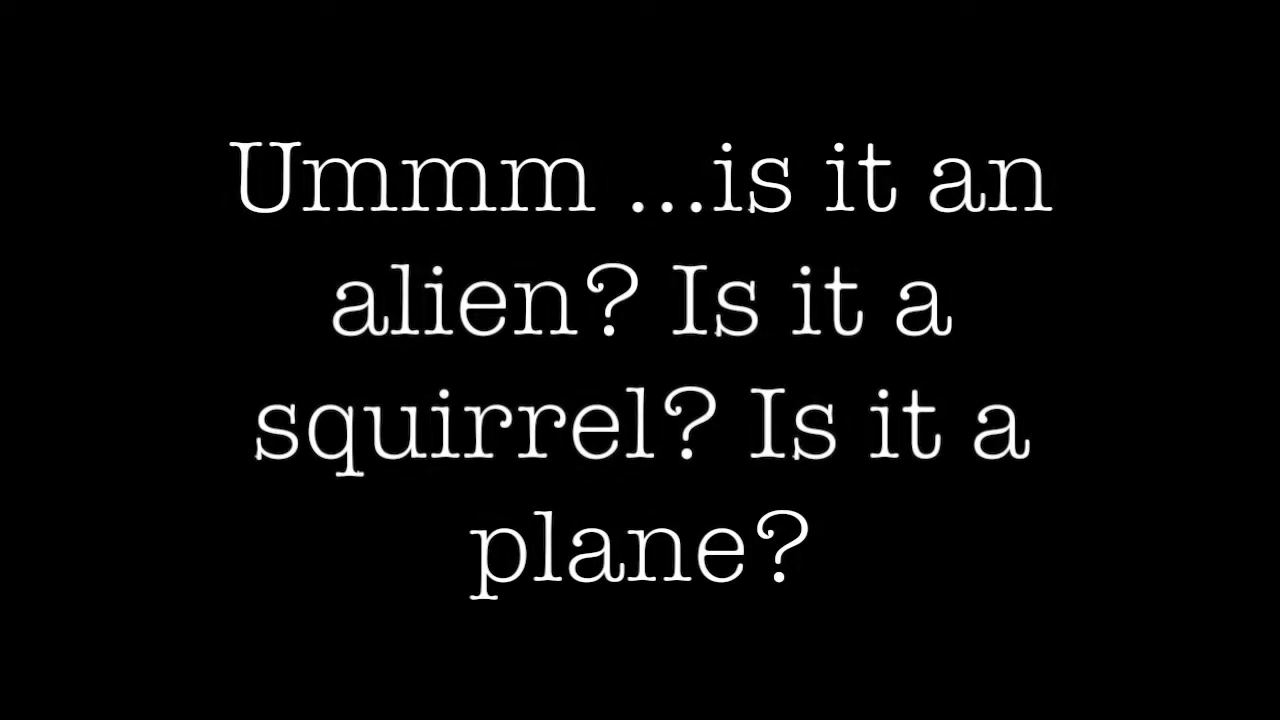 Ummm ...is it an
alien? Is it a
squirrel? Is it a
plane?